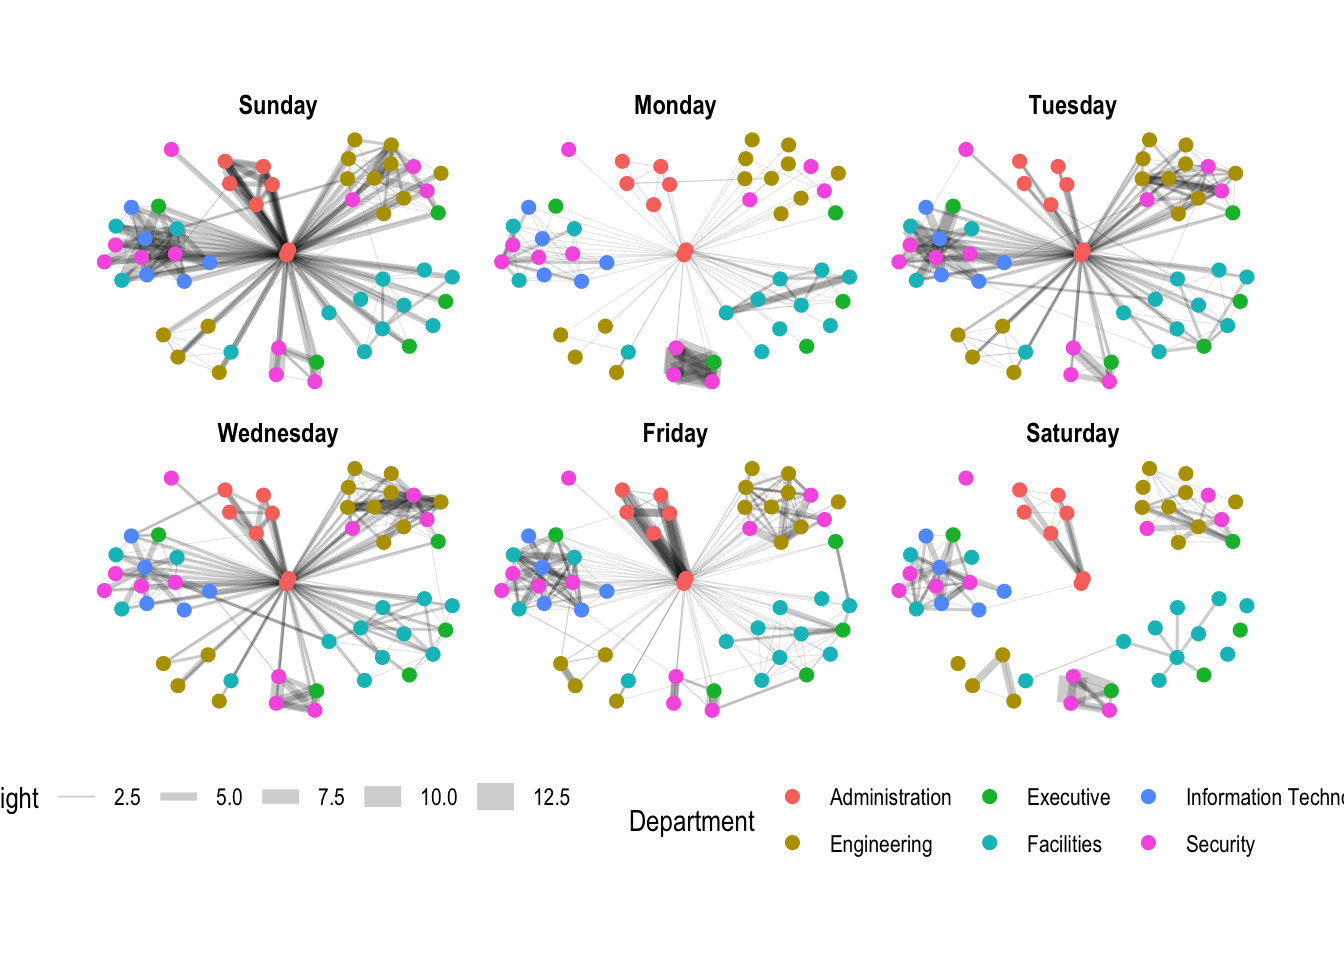 Sunday
Monday
Tuesday
Wednesday
Friday
Saturday
ight 2.5 5.0 7.5 10.0 12.5
Department
Administration Executive Information Techn
Engineering Facilities Security